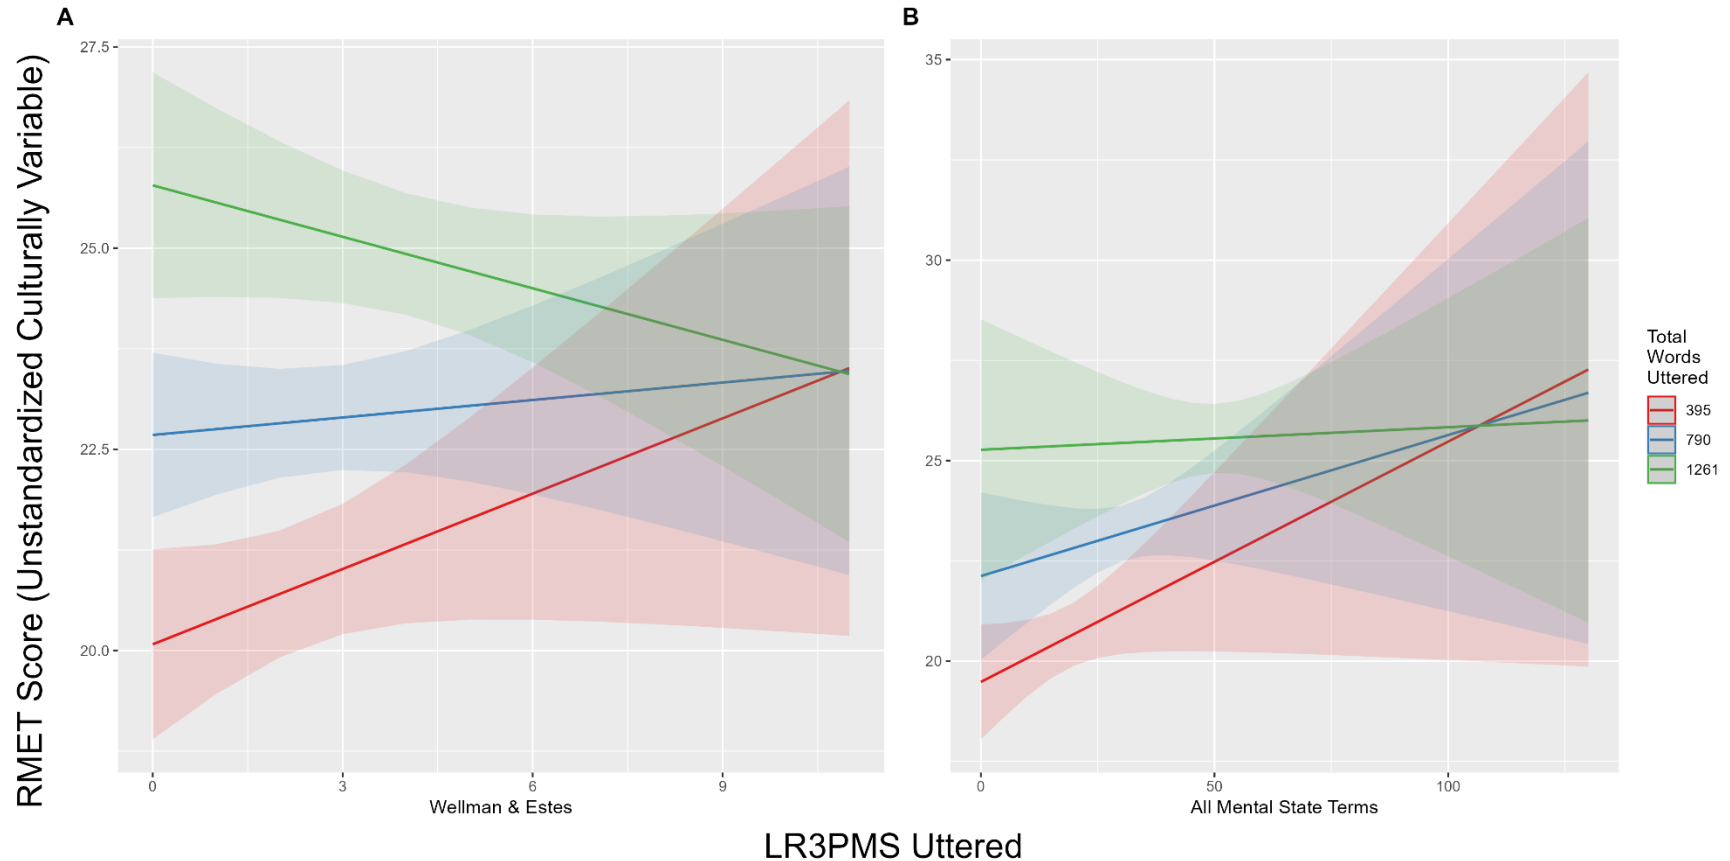 A
B
RMET Score (Unstandardized Culturally Variable)
27.5
25.0
22.5
20.0
0
3
6
9
Wellman & Estes
35
30
25
20
0
50
100
All Mental State Terms
LR3PMS Uttered
Total
Words
Uttered
395
790
1261